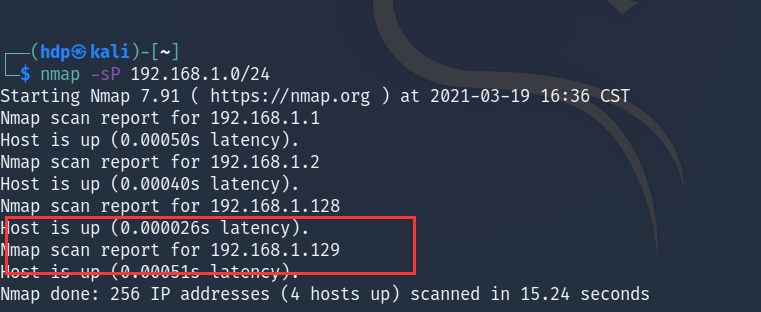 ┌──(hdp㉿kali)-[~]
└─$ nmap -sP 192.168.1.0/24
Starting Nmap 7.91 ( https://nmap.org ) at 2021-03-19 16:36 CST
Nmap scan report for 192.168.1.1
Host is up (0.00050s latency).
Nmap scan report for 192.168.1.2
Host is up (0.00040s latency).
Nmap scan report for 192.168.1.128
Host is up (0.000026s latency).
Nmap scan report for 192.168.1.129
Host is up (0.00051s latency).
Nmap done: 256 IP addresses (4 hosts up) scanned in 15.24 seconds